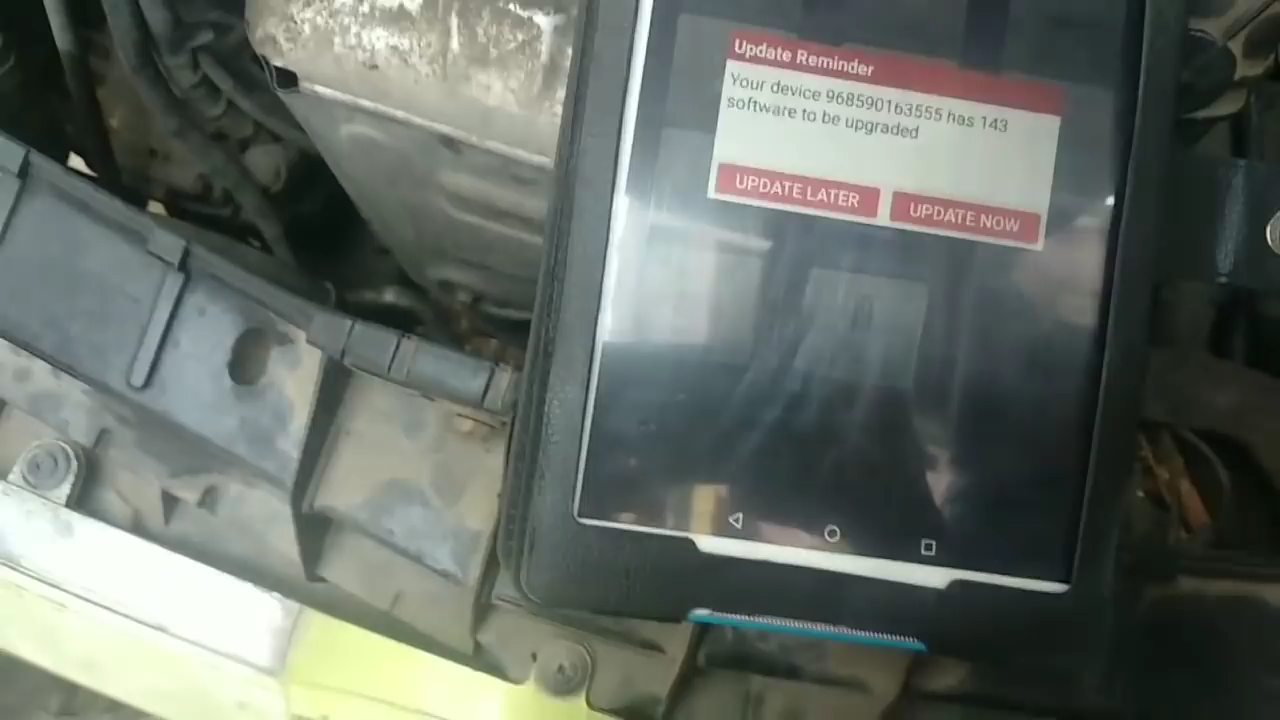 Update Reminder
Your device 968590163555 has 143
software to be upgraded
UPDATE LATER
UPDATE NOW